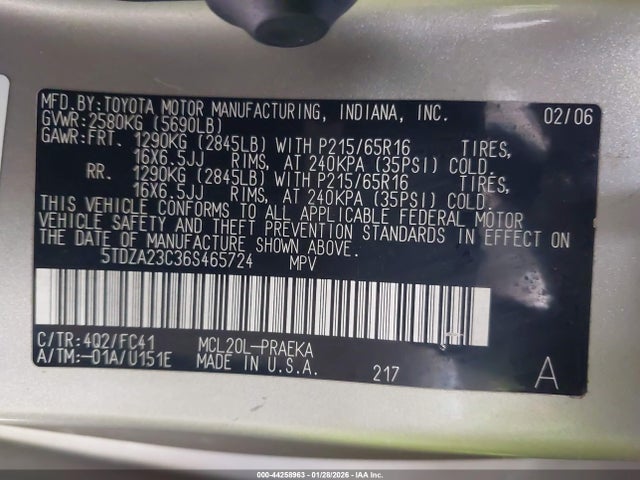 MFD.BY:TOYOTA MOTOR MANUFACTURING, INDIANA, INC. 02/06
GVWR:2580KG (5690LB)
GAWR:FRT. 1290KG (2845LB) WITH P215/65R16 TIRES,
16X6.5JJ RIMS, AT 240KPA (35PSI) COLD.
RR. 1290KG (2845LB) WITH P215/65R16 TIRES,
16X6.5JJ RIMS, AT 240KPA (35PSI) COLD.
THIS VEHICLE CONFORMS TO ALL APPLICABLE FEDERAL MOTOR
VEHICLE SAFETY AND THEFT PREVENTION STANDARDS IN EFFECT ON
THE DATE OF MANUFACTURE SHOWN ABOVE.
5TDZA23C36S465724 MPV
C/TR:4Q2/FC41 MCL20L-PRAEKA
A/TM:-01A/U151E MADE IN U.S.A. 217 A
000-44258963 - 01/28/2026 - IAA Inc.